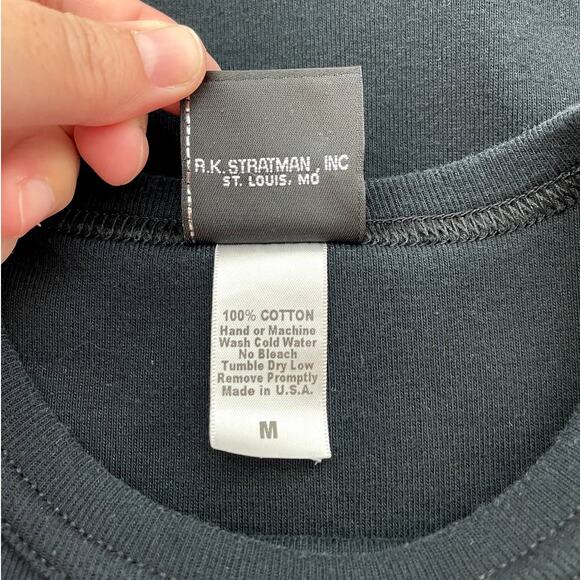 R.K. STRATMAN, INC
ST. LOUIS, MO
100% COTTON
Hand or Machine
Wash Cold Water
No Bleach
Tumble Dry Low
Remove Promptly
Made in U.S.A.
M